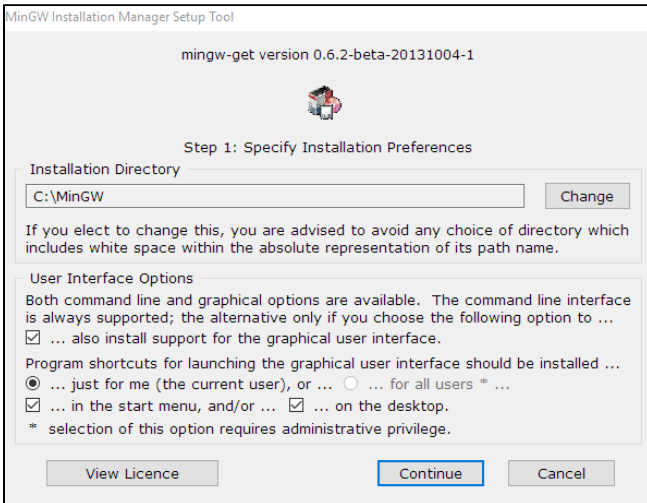 MinGW Installation Manager Setup Tool
mingw-get version 0.6.2-beta-20131004-1
Step 1: Specify Installation Preferences
Installation Directory
C:\MinGW
Change
If you elect to change this, you are advised to avoid any choice of directory which
includes white space within the absolute representation of its path name.
User Interface Options
Both command line and graphical options are available.  The command line interface
is always supported; the alternative only if you choose the following option to ...
... also install support for the graphical user interface.
Program shortcuts for launching the graphical user interface should be installed ...
... just for me (the current user), or ... ... for all users * ...
... in the start menu, and/or ... ... on the desktop.
* selection of this option requires administrative privilege.
View Licence Continue Cancel